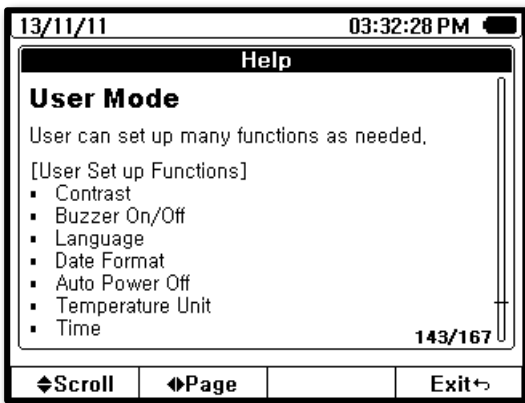 13/11/11 03:32:28 PM
Help
User Mode
User can set up many functions as needed,
[User Set up Functions]
▪ Contrast
▪ Buzzer On/Off
▪ Language
▪ Date Format
▪ Auto Power Off
▪ Temperature Unit
▪ Time
143/167
Scroll Page Exit